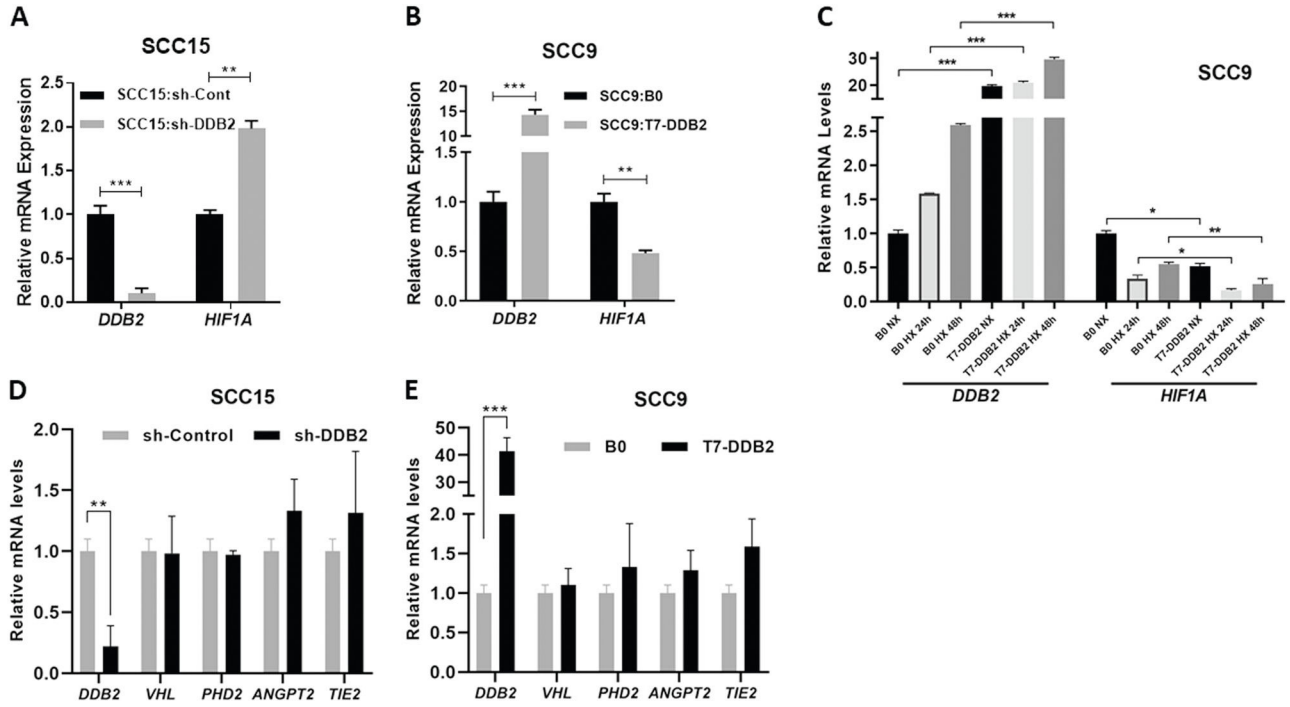 A
SCC15
Relative mRNA Expression
2.5
2.0
1.5
1.0
0.5
0.0
SCC15:sh-Cont
SCC15:sh-DDB2
***
**
DDB2
HIF1A
B
SCC9
Relative mRNA Expression
20
15
10
1.5
1.0
0.5
0.0
SCC9:B0
SCC9:T7-DDB2
***
**
DDB2
HIF1A
C
SCC9
Relative mRNA Levels
30
20
2.5
1.0
0.5
0.0
***
***
***
*
**
*
B0 NX
B0 HX 24h
B0 HX 48h
T7-DDB2 NX
T7-DDB2 HX 24h
T7-DDB2 HX 48h
B0 NX
B0 HX 24h
B0 HX 48h
T7-DDB2 NX
T7-DDB2 HX 24h
T7-DDB2 HX 48h
DDB2
HIF1A
D
SCC15
Relative mRNA levels
2.0
1.5
1.0
0.5
0.0
sh-Control
sh-DDB2
**
DDB2
VHL
PHD2
ANGPT2
TIE2
E
SCC9
Relative mRNA levels
50
40
30
2.0
1.5
1.0
0.5
0.0
B0
T7-DDB2
***
DDB2
VHL
PHD2
ANGPT2
TIE2